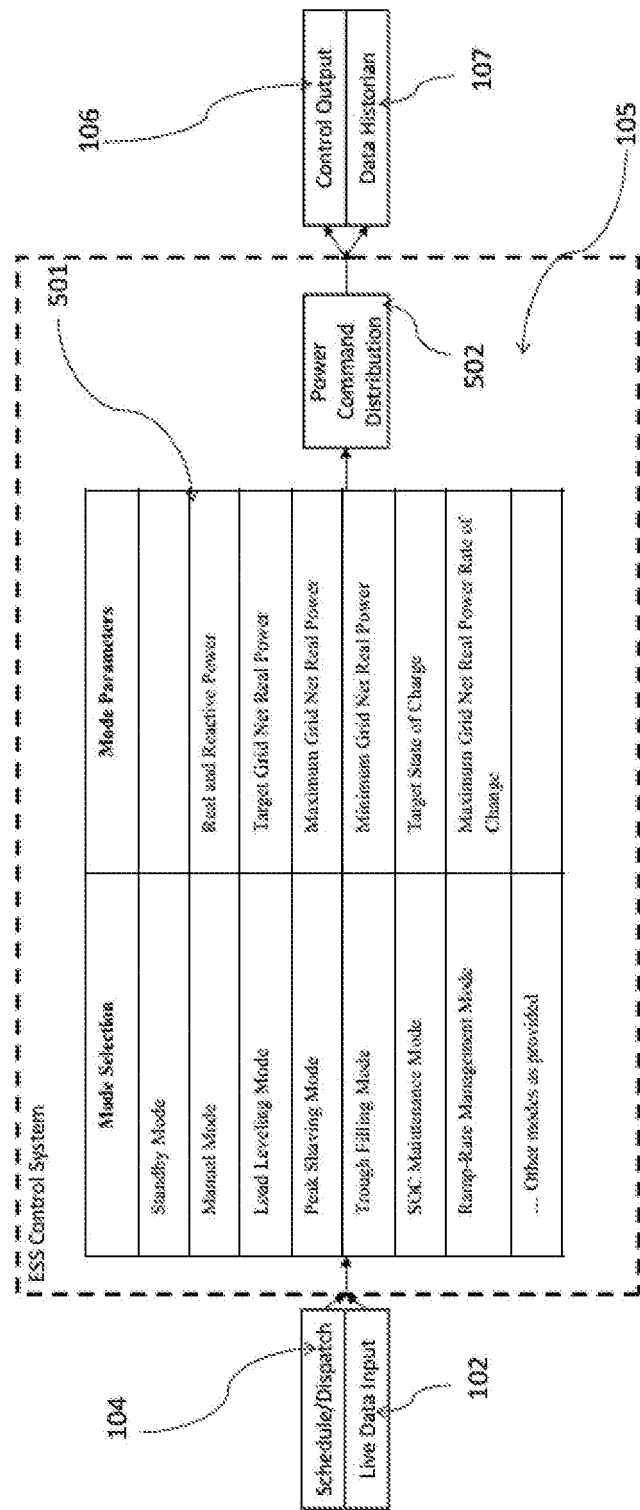 ESS Control System
104
Schedule/Dispatch
Live Data Input
102
Mode Selection
Mode Parameters
501
Standby Mode
Manual Mode
Real and Reactive Power
Load Leveling Mode
Target Grid Net Real Power
Peak Shaving Mode
Maximum Grid Net Real Power
Trough Filling Mode
Minimum Grid Net Real Power
SOC Maintenance Mode
Target State of Charge
Ramp-Rate Management Mode
Maximum Grid Net Real Power Rate of
Change
... Other modes as provided
Power
Command
Distribution
502
106
Control Output
Data Historian
107
105